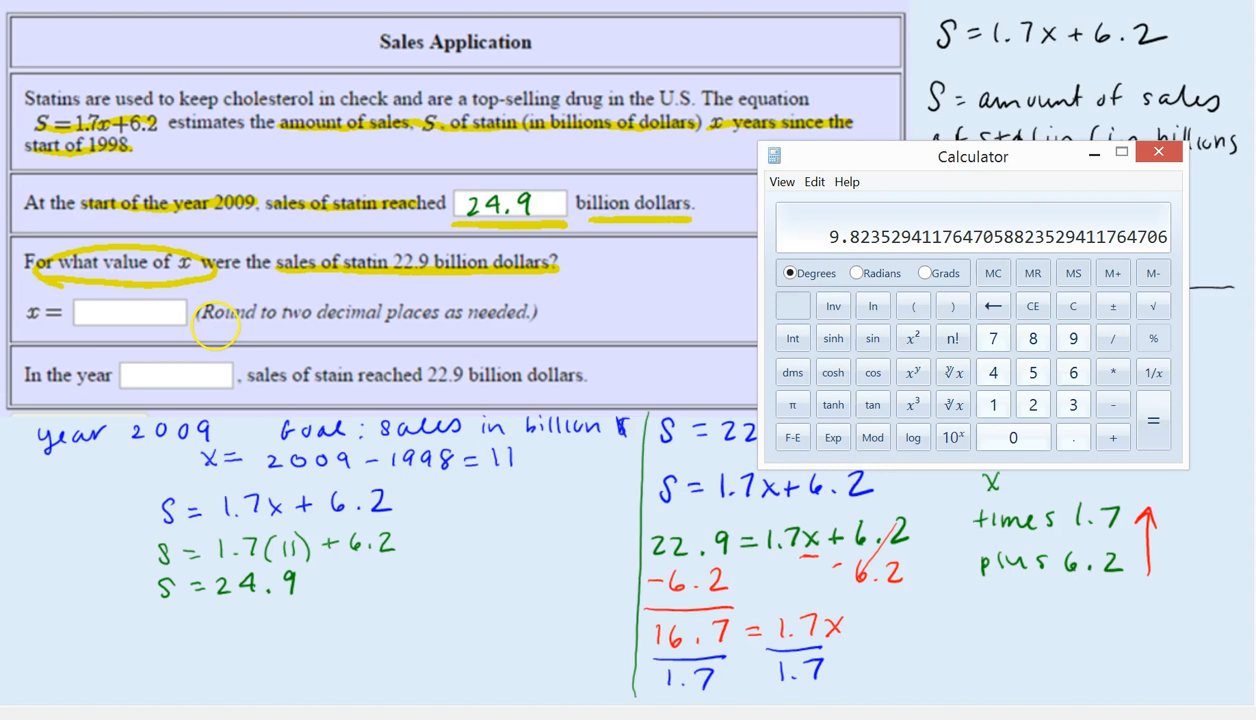 Sales Application
Statins are used to keep cholesterol in check and are a top-selling drug in the U.S. The equation
S=1.7x+6.2 estimates the amount of sales, S, of statin (in billions of dollars) x years since the
start of 1998.
At the start of the year 2009, sales of statin reached 24.9 billion dollars.
For what value of x were the sales of statin 22.9 billion dollars?
x = (Round to two decimal places as needed.)
In the year , sales of stain reached 22.9 billion dollars.
S = 1.7x + 6.2
S = amount of sales
of statin (in billions
Calculator
View Edit Help
9.8235294117647058823529411764706
Degrees Radians Grads MC MR MS M+ M-
Inv ln ( ) ← CE C ± √
Int sinh sin x² n! 7 8 9 / %
dms cosh cos xʸ ʸ√x 4 5 6 * 1/x
π tanh tan x³ ³√x 1 2 3 - =
F-E Exp Mod log 10ˣ 0 . +
year 2009 Goal: sales in billion
x = 2009 - 1998 = 11
S = 1.7x + 6.2
S = 1.7(11) + 6.2
S = 24.9
S = 22
S = 1.7x + 6.2
22.9 = 1.7x + 6.2
-6.2 - 6.2
16.7 = 1.7x
1.7 1.7
x
times 1.7
plus 6.2